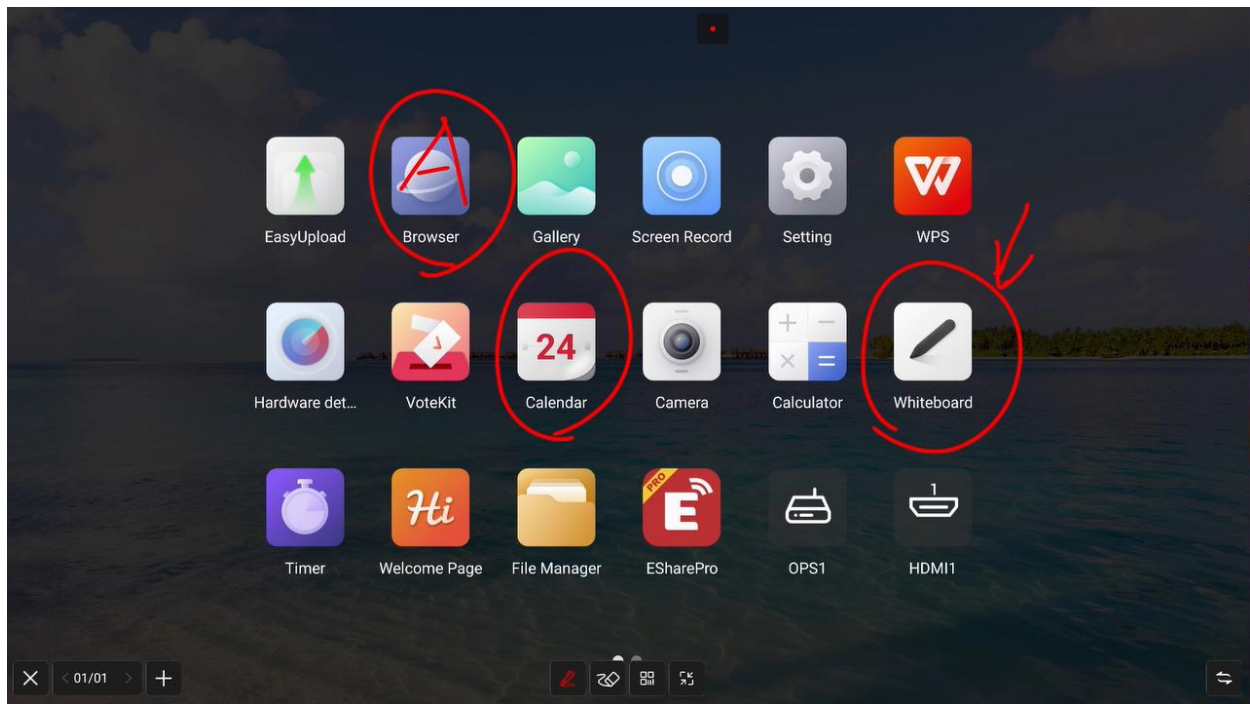 A
EasyUpload Browser Gallery Screen Record Setting WPS
24
Hardware det... VoteKit Calendar Camera Calculator Whiteboard
Hi PRO E 1
Timer Welcome Page File Manager ESharePro OPS1 HDMI1
01/01